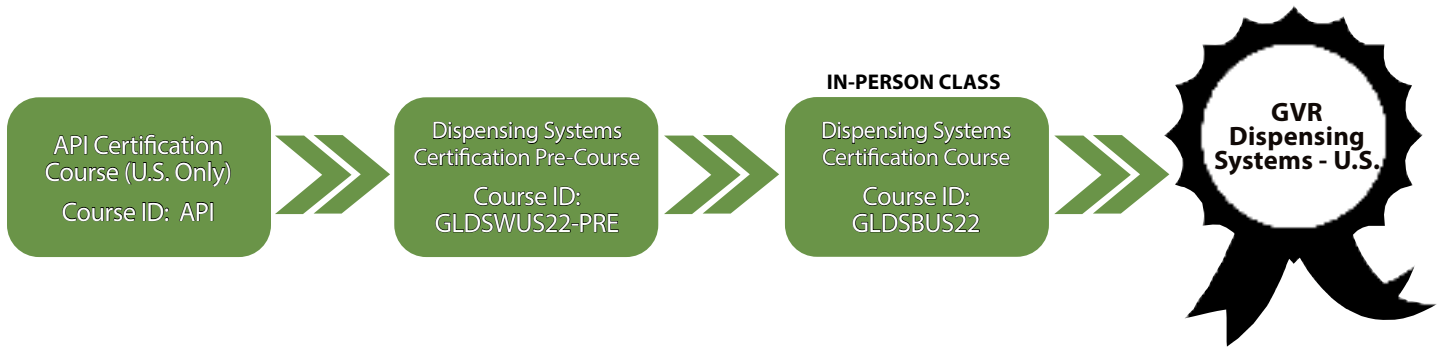 API Certification
Course (U.S. Only)
Course ID:  API
Dispensing Systems
Certification Pre-Course
Course ID:
GLDSWUS22-PRE
IN-PERSON CLASS
Dispensing Systems
Certification Course
Course ID:
GLDSBUS22
GVR
Dispensing
Systems - U.S.